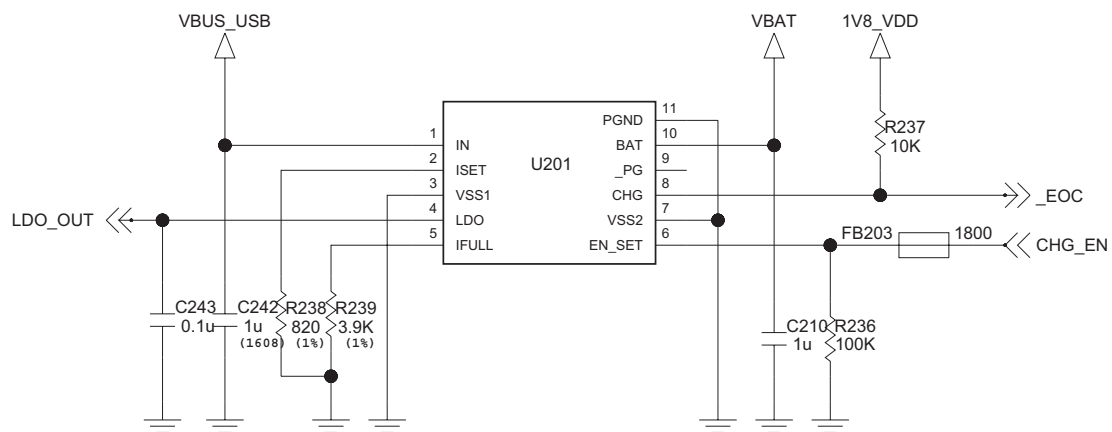 VBUS_USB
VBAT
1V8_VDD
11
PGND
R237
1
10
IN
BAT
10K
2
9
ISET
U201
_PG
3
8
VSS1
CHG
_EOC
4
7
LDO_OUT
LDO
VSS2
5
6
FB203
1800
IFULL
EN_SET
CHG_EN
C243
C242
R238
R239
C210
R236
0.1u
1u
820
3.9K
1u
100K
(1608)
(1%)
(1%)